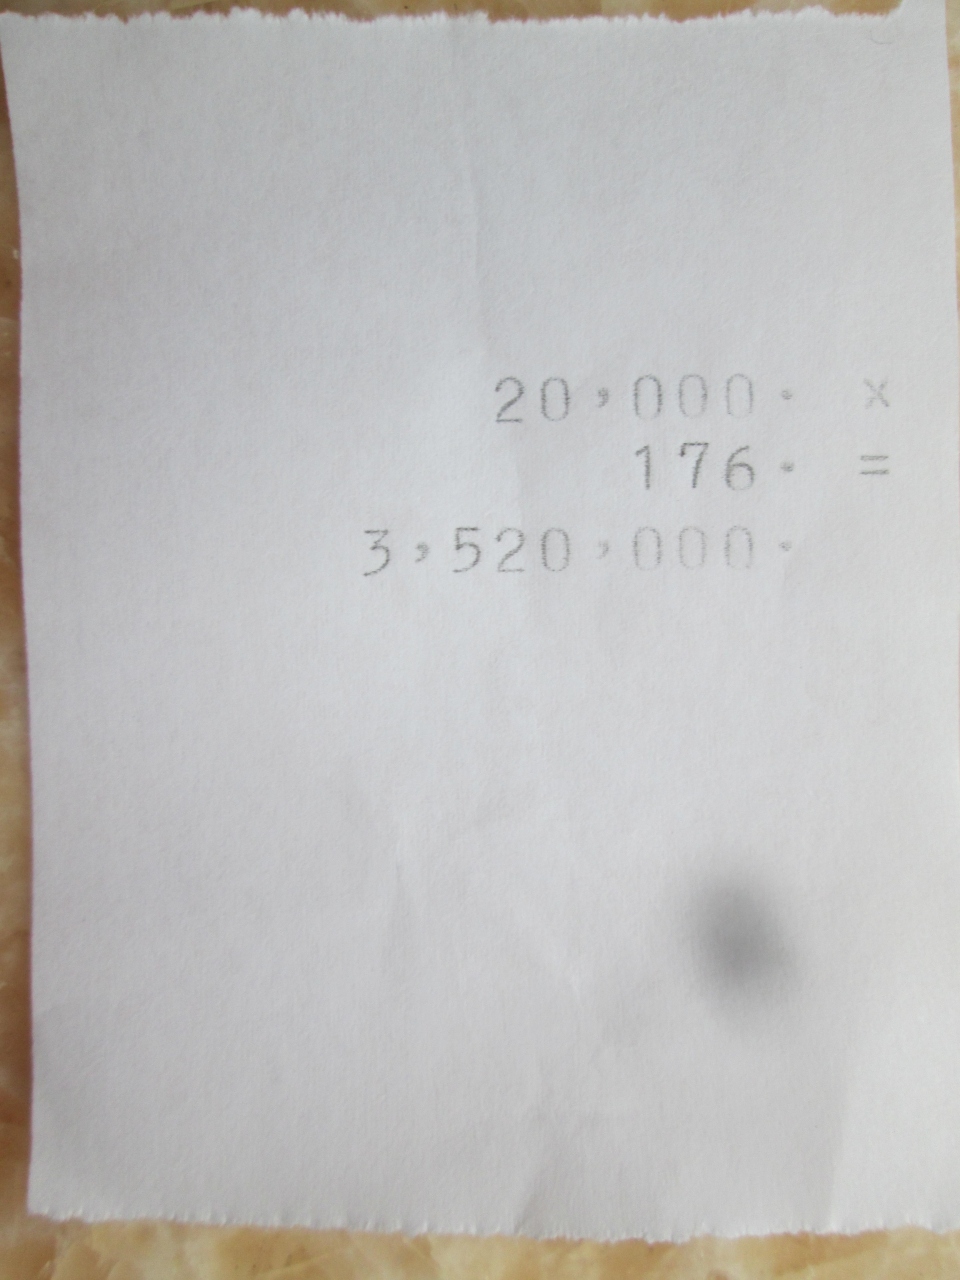 20,000. x
176. =
3,520,000.